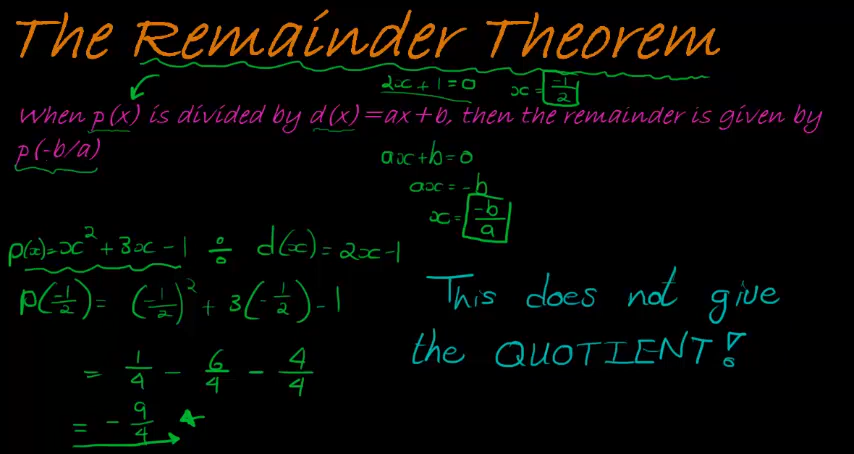 The Remainder Theorem
2x + 1 = 0 x = -1/2
When p(x) is divided by d(x)=ax+b, then the remainder is given by
p(-b/a)
ax+b=0
ax = -b
x = -b/a
p(x)=x² + 3x - 1 ÷ d(x) = 2x-1
p(-1/2) = (-1/2)² + 3(-1/2) - 1
= 1/4 - 6/4 - 4/4
= - 9/4
This does not give
the QUOTIENT!